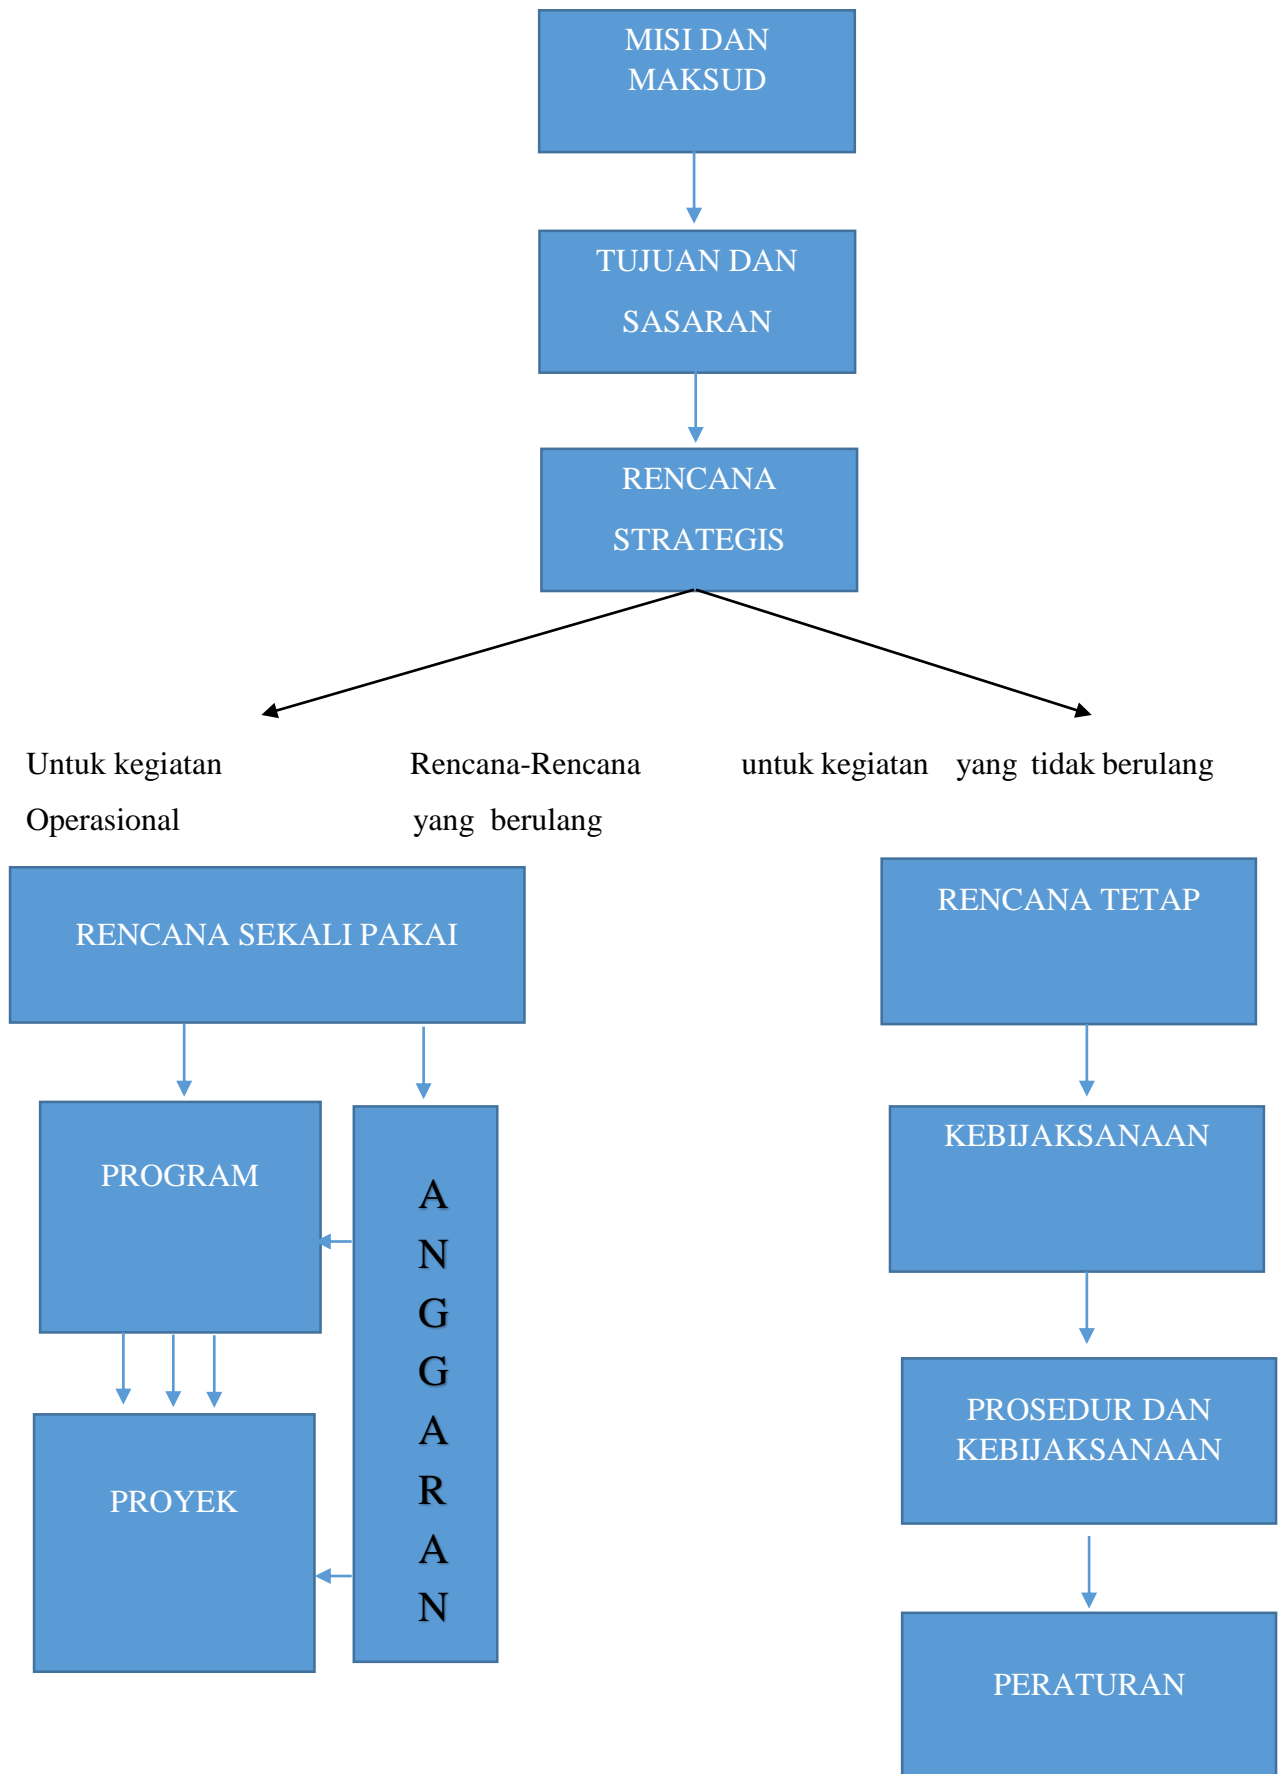 MISI DAN
MAKSUD
TUJUAN DAN
SASARAN
RENCANA
STRATEGIS
Untuk kegiatan Rencana-Rencana untuk kegiatan yang tidak berulang
Operasional yang berulang
RENCANA SEKALI PAKAI
RENCANA TETAP
PROGRAM
A
N
G
G
A
R
A
N
PROYEK
KEBIJAKSANAAN
PROSEDUR DAN
KEBIJAKSANAAN
PERATURAN